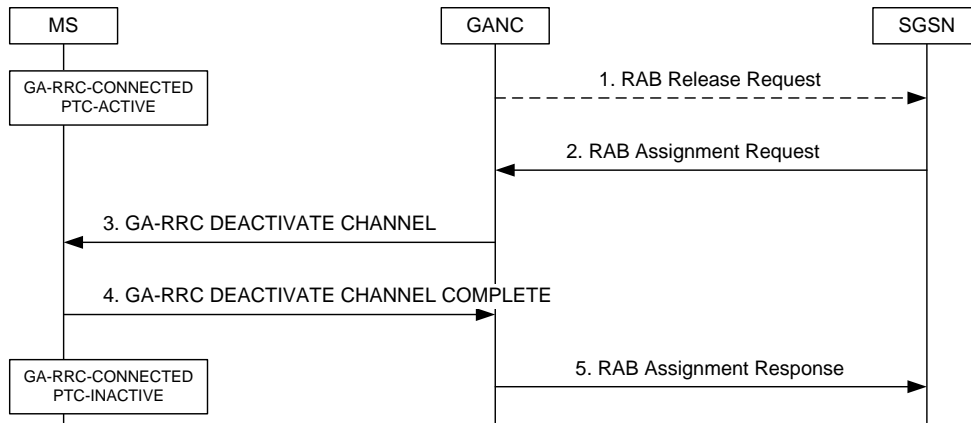 MS
GANC
SGSN
GA-RRC-CONNECTED
PTC-ACTIVE
1. RAB Release Request
2. RAB Assignment Request
3. GA-RRC DEACTIVATE CHANNEL
4. GA-RRC DEACTIVATE CHANNEL COMPLETE
GA-RRC-CONNECTED
PTC-INACTIVE
5. RAB Assignment Response